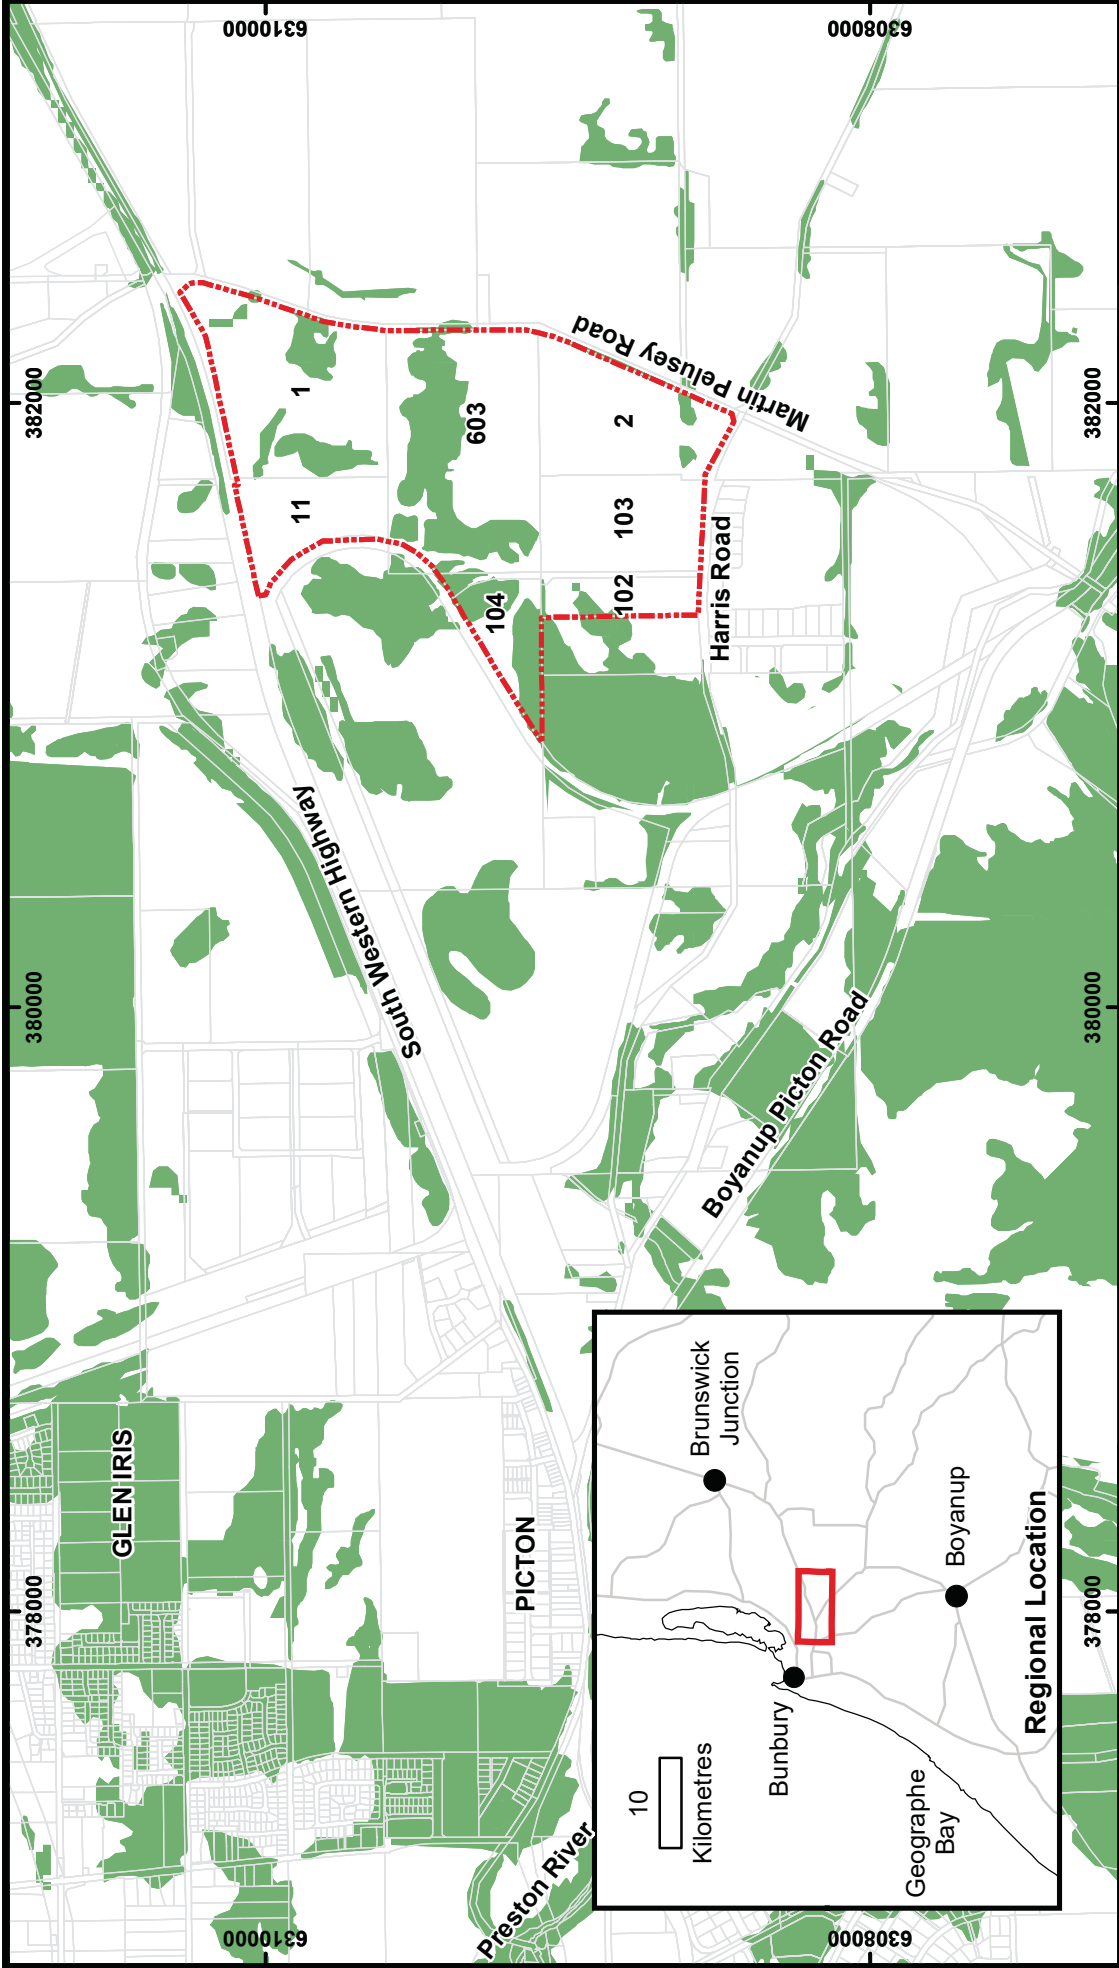 378000
380000
382000
6310000
6310000
GLEN IRIS
South Western Highway
11
1
603
PICTON
104
Preston River
102
103
2
Martin Pelusey Road
Harris Road
Boyanup Picton Road
6308000
6308000
10
Kilometres
Brunswick
Junction
Bunbury
Geographe
Bay
Boyanup
Regional Location
378000
380000
382000